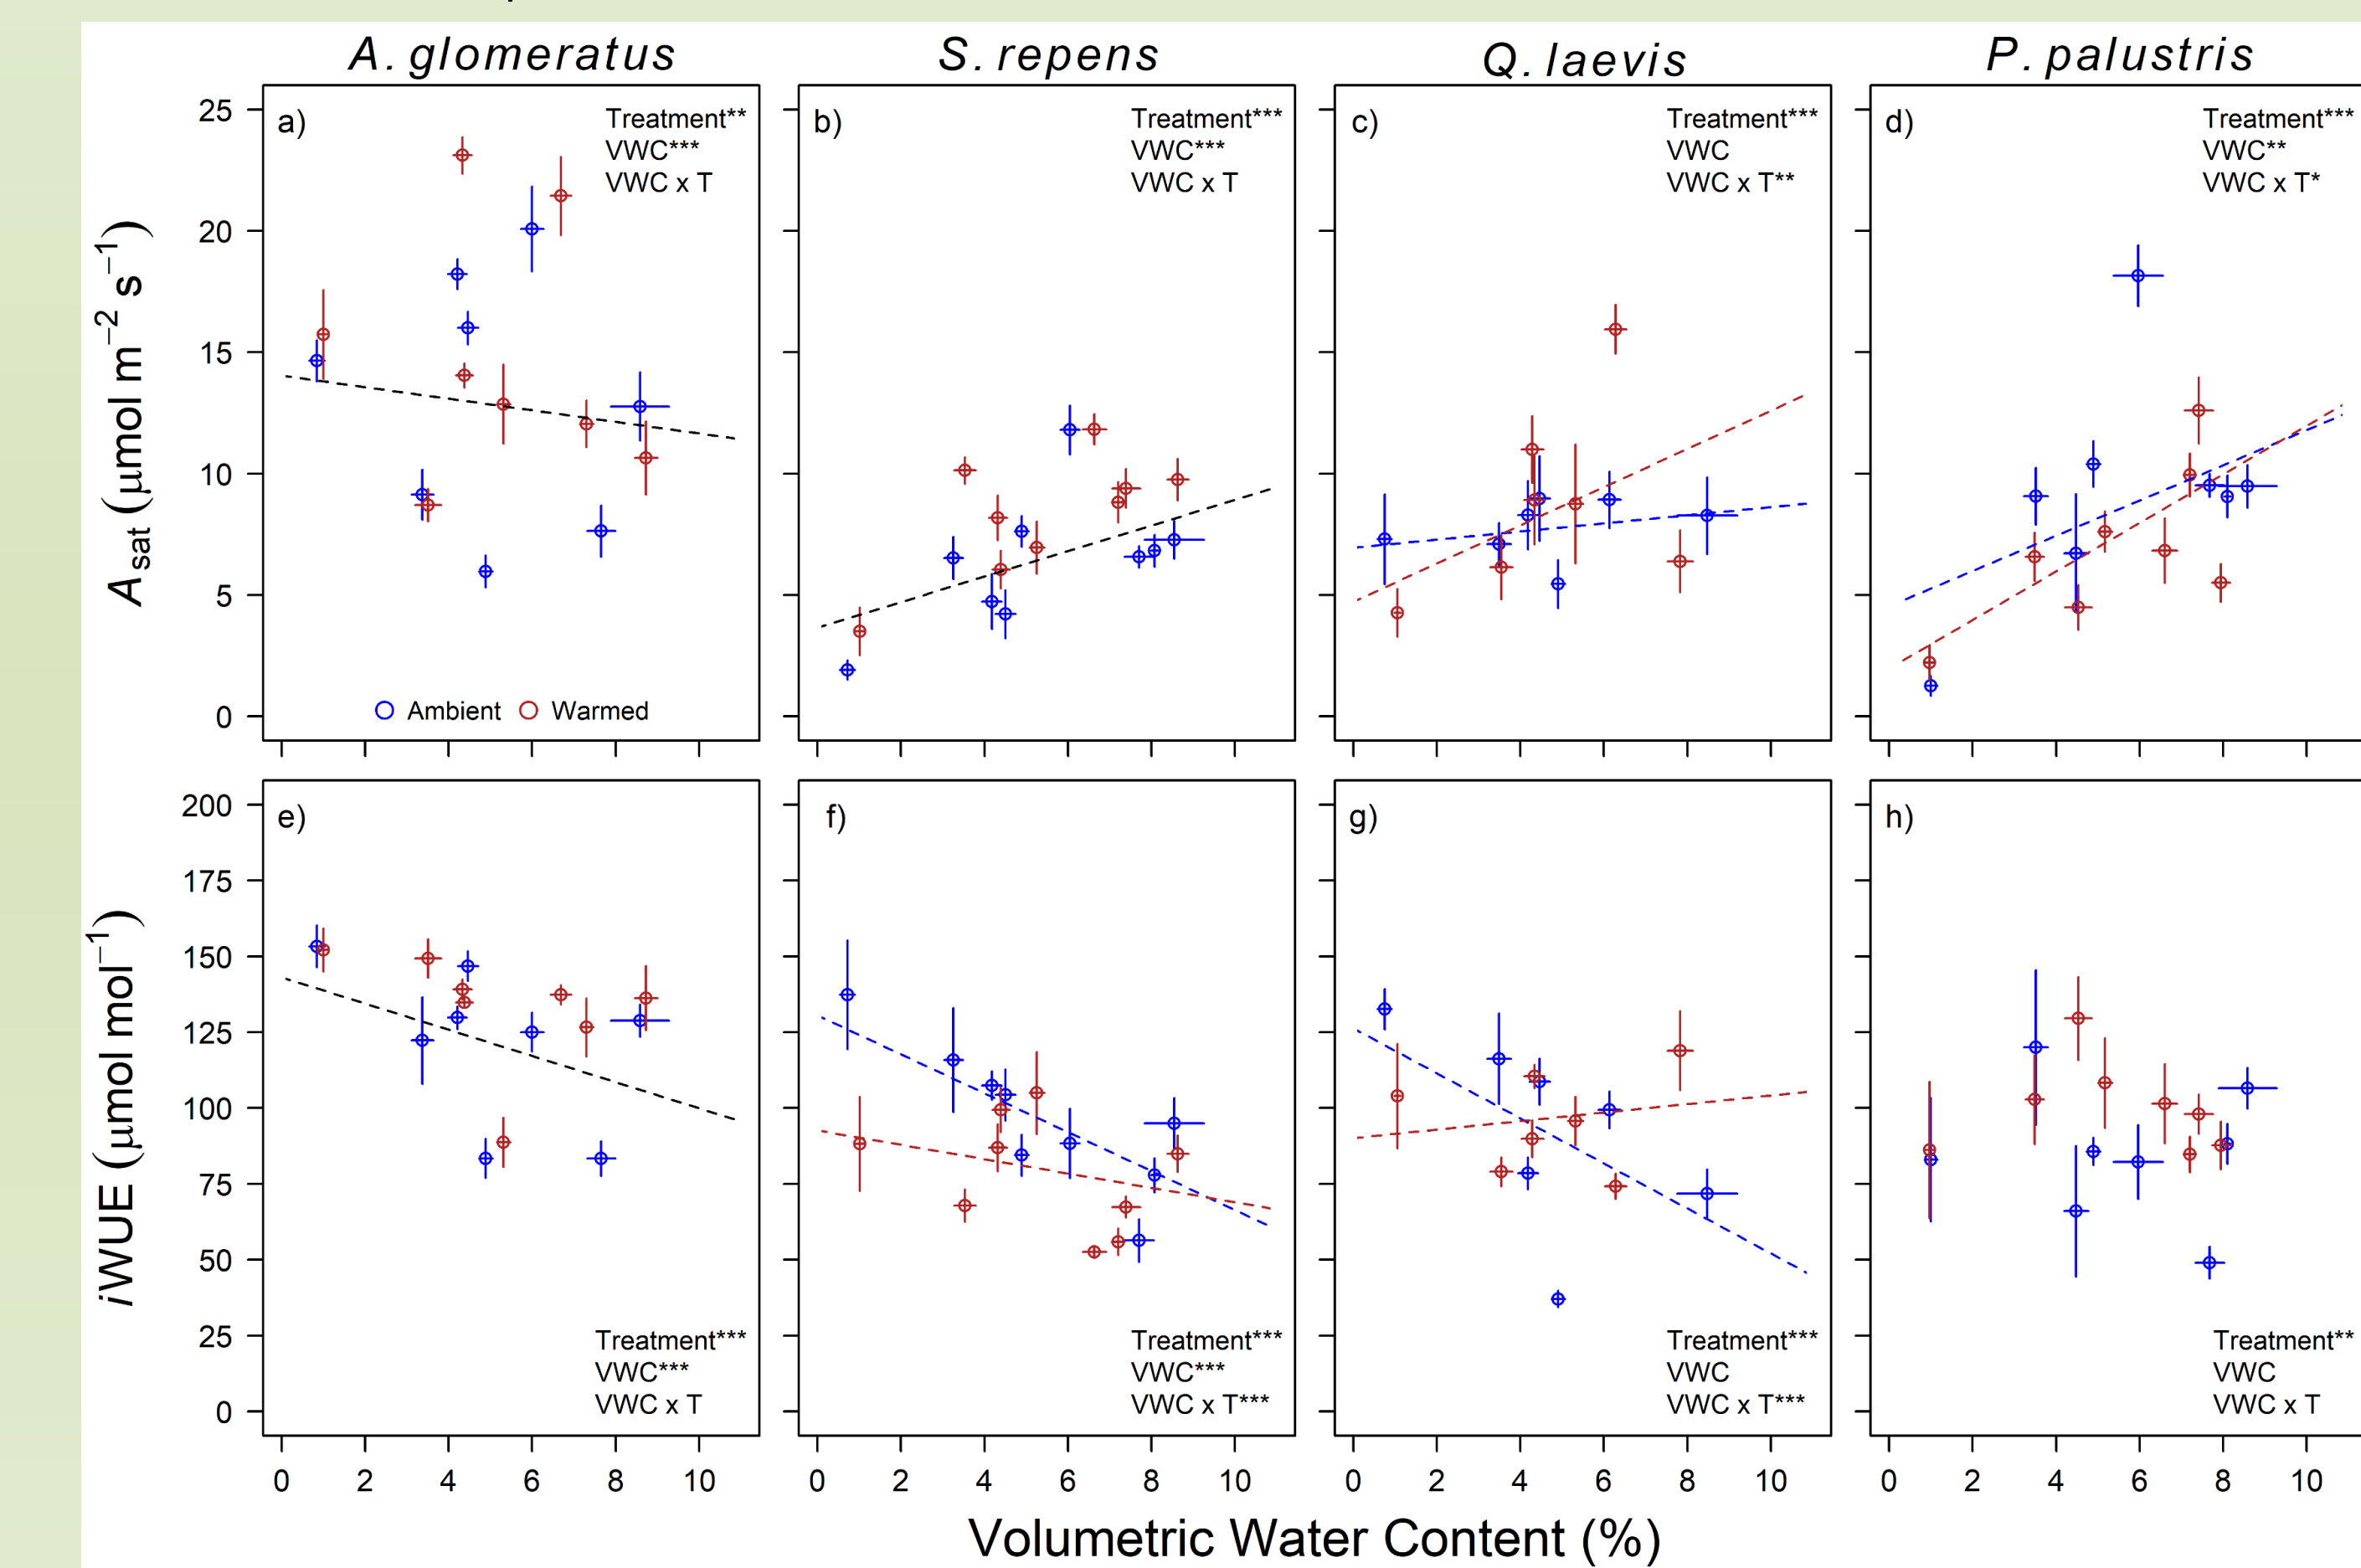 A. glomeratus
S. repens
Q. laevis
P. palustris
a)
Treatment**
VWC***
VWC x T
b)
Treatment***
VWC***
VWC x T
c)
Treatment***
VWC
VWC x T**
d)
Treatment***
VWC**
VWC x T*
25
20
15
10
5
0
Asat (μmol m−2 s−1)
Ambient
Warmed
e)
Treatment***
VWC***
VWC x T
f)
Treatment***
VWC***
VWC x T***
g)
Treatment***
VWC
VWC x T***
h)
Treatment**
VWC
VWC x T
200
175
150
125
100
75
50
25
0
iWUE (μmol mol−1)
0 2 4 6 8 10
0 2 4 6 8 10
0 2 4 6 8 10
0 2 4 6 8 10
Volumetric Water Content (%)